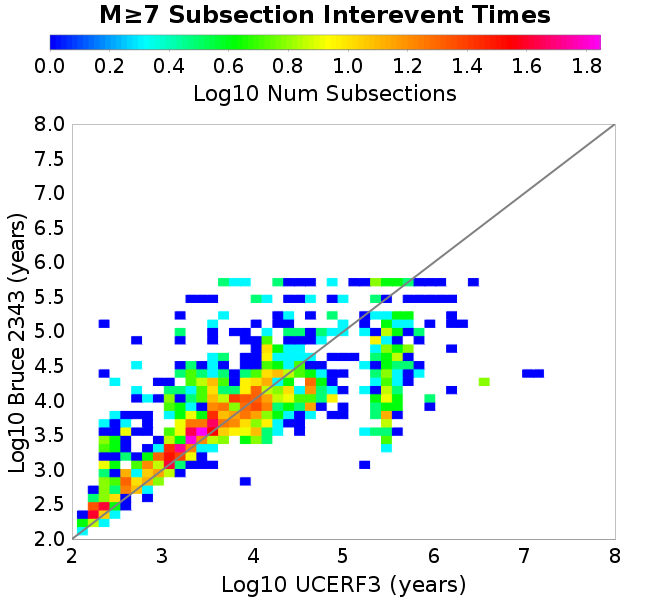 M≥7 Subsection Interevent Times
0.0 0.2 0.4 0.6 0.8 1.0 1.2 1.4 1.6 1.8
Log10 Num Subsections
8.0
7.5
7.0
6.5
6.0
5.5
5.0
4.5
4.0
3.5
3.0
2.5
2.0
Log10 Bruce 2343 (years)
2 3 4 5 6 7 8
Log10 UCERF3 (years)